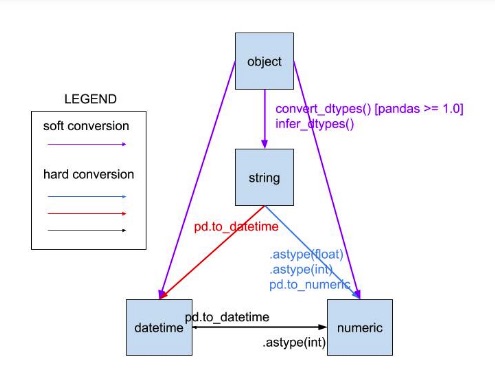 object
LEGEND
soft conversion
convert_dtypes() [pandas >= 1.0]
infer_dtypes()
hard conversion
string
pd.to_datetime
.astype(float)
.astype(int)
pd.to_numeric
datetime
pd.to_datetime
numeric
.astype(int)